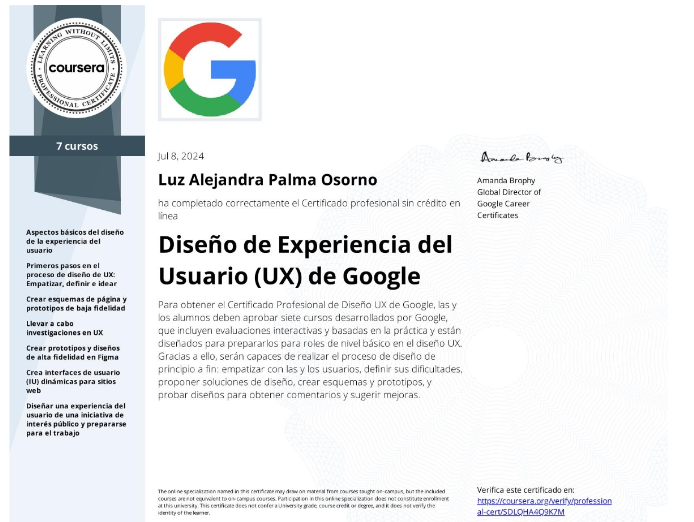 LEARNING WITHOUT LIMITS
coursera
PROFESSIONAL CERTIFICATE
7 cursos
Aspectos básicos del diseño
de la experiencia del
usuario
Primeros pasos en el
proceso de diseño de UX:
Empatizar, definir e idear
Crear esquemas de página y
prototipos de baja fidelidad
Llevar a cabo
investigaciones en UX
Crear prototipos y diseños
de alta fidelidad en Figma
Crea interfaces de usuario
(IU) dinámicas para sitios
web
Diseñar una experiencia del
usuario de una iniciativa de
interés público y prepararse
para el trabajo
G
Jul 8, 2024
Luz Alejandra Palma Osorno
ha completado correctamente el Certificado profesional sin crédito en
línea
Diseño de Experiencia del
Usuario (UX) de Google
Para obtener el Certificado Profesional de Diseño UX de Google, las y
los alumnos deben aprobar siete cursos desarrollados por Google,
que incluyen evaluaciones interactivas y basadas en la práctica y están
diseñados para prepararlos para roles de nivel básico en el diseño UX.
Gracias a ello, serán capaces de realizar el proceso de diseño de
principio a fin: empatizar con las y los usuarios, definir sus dificultades,
proponer soluciones de diseño, crear esquemas y prototipos, y
probar diseños para obtener comentarios y sugerir mejoras.
Amanda Brophy
Amanda Brophy
Global Director of
Google Career
Certificates
The online specialization named in this certificate may draw on material from courses taught on-campus, but the included
courses are not equivalent to on-campus courses. Participation in this online specialization does not constitute enrollment
at this university. This certificate does not confer a University grade, course credit or degree, and it does not verify the
identity of the learner.
Verifica este certificado en:
https://coursera.org/verify/profession
al-cert/SDLQHA4Q9K7M